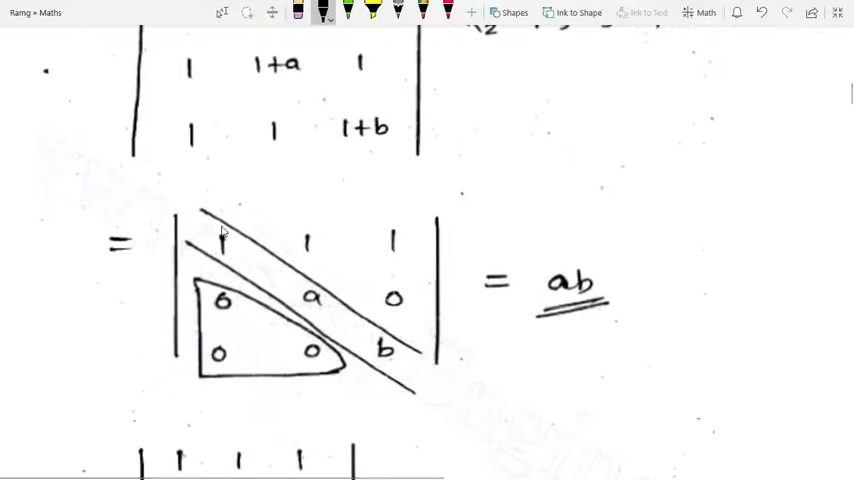 Ramg » Maths
Shapes Ink to Shape Ink to Text Math
1 1+a 1
1 1 1+b
= 1 1 1
0 a 0 = ab
0 0 b
1 1 1